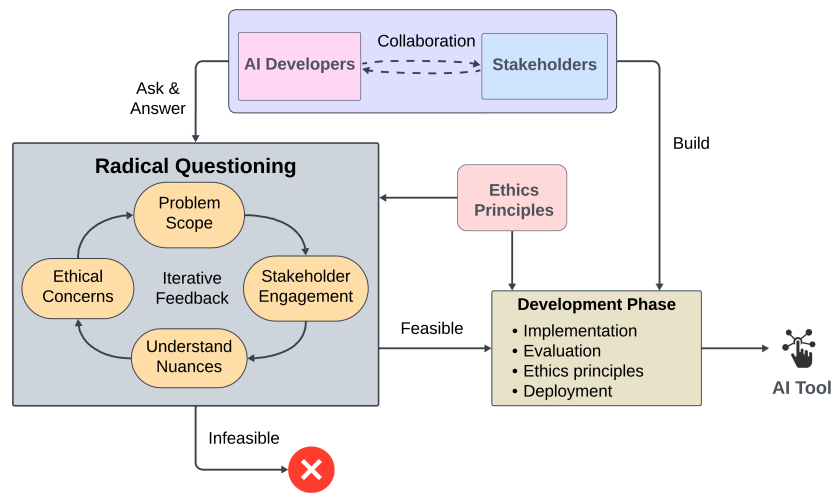 Collaboration
AI Developers
Stakeholders
Ask &
Answer
Build
Radical Questioning
Problem
Scope
Ethical
Concerns
Iterative
Feedback
Stakeholder
Engagement
Understand
Nuances
Ethics
Principles
Feasible
Development Phase
• Implementation
• Evaluation
• Ethics principles
• Deployment
AI Tool
Infeasible